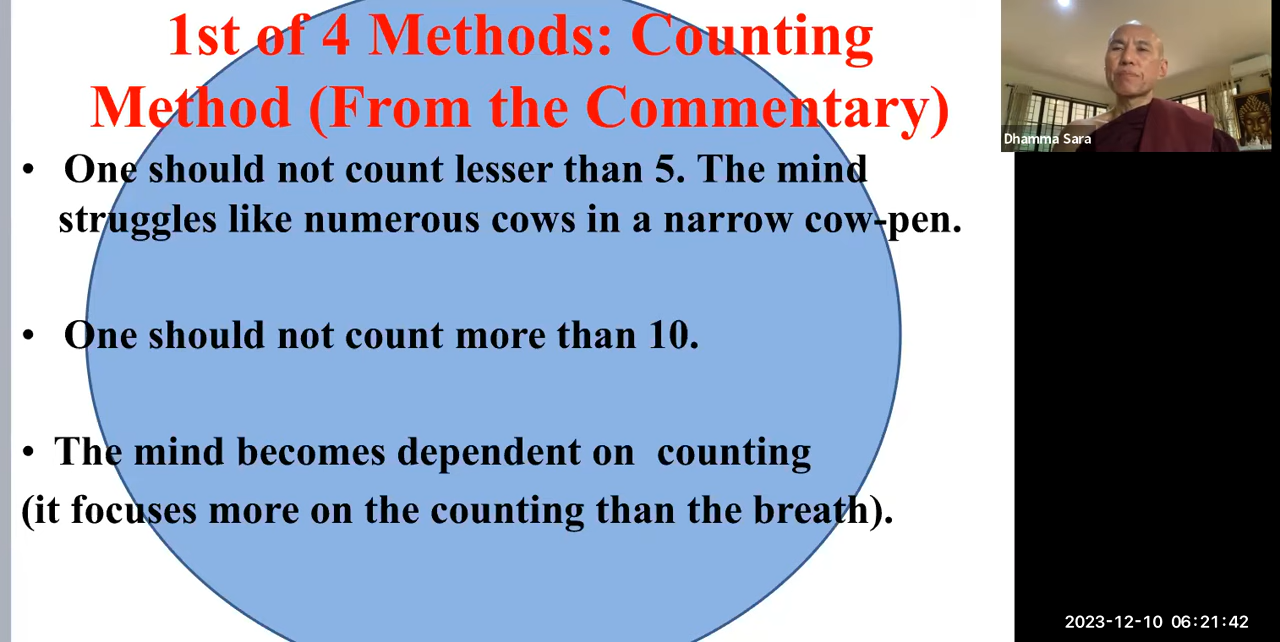 1st of 4 Methods: Counting
Method (From the Commentary)
• One should not count lesser than 5. The mind
struggles like numerous cows in a narrow cow-pen.
• One should not count more than 10.
• The mind becomes dependent on counting
(it focuses more on the counting than the breath).
Dhamma Sara
2023-12-10 06:21:42